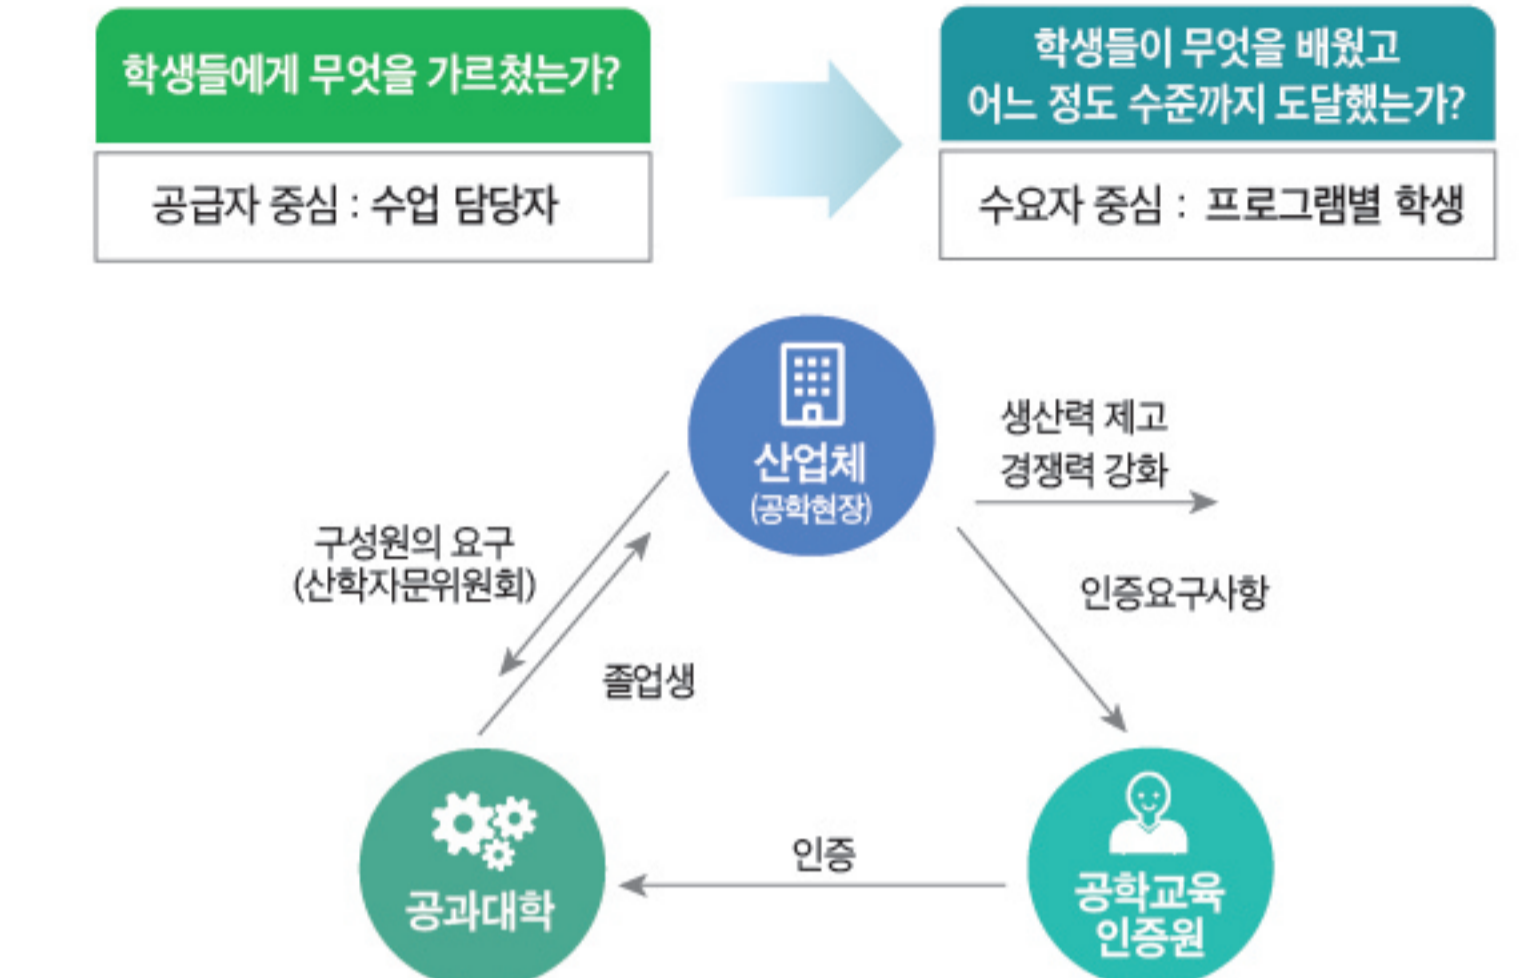 학생들에게 무엇을 가르쳤는가?
학생들이 무엇을 배웠고
어느 정도 수준까지 도달했는가?
공급자 중심 : 수업 담당자
수요자 중심 : 프로그램별 학생
산업체
(공학현장)
생산력 제고
경쟁력 강화
구성원의 요구
(산학자문위원회)
인증요구사항
졸업생
인증
공과대학
공학교육
인증원